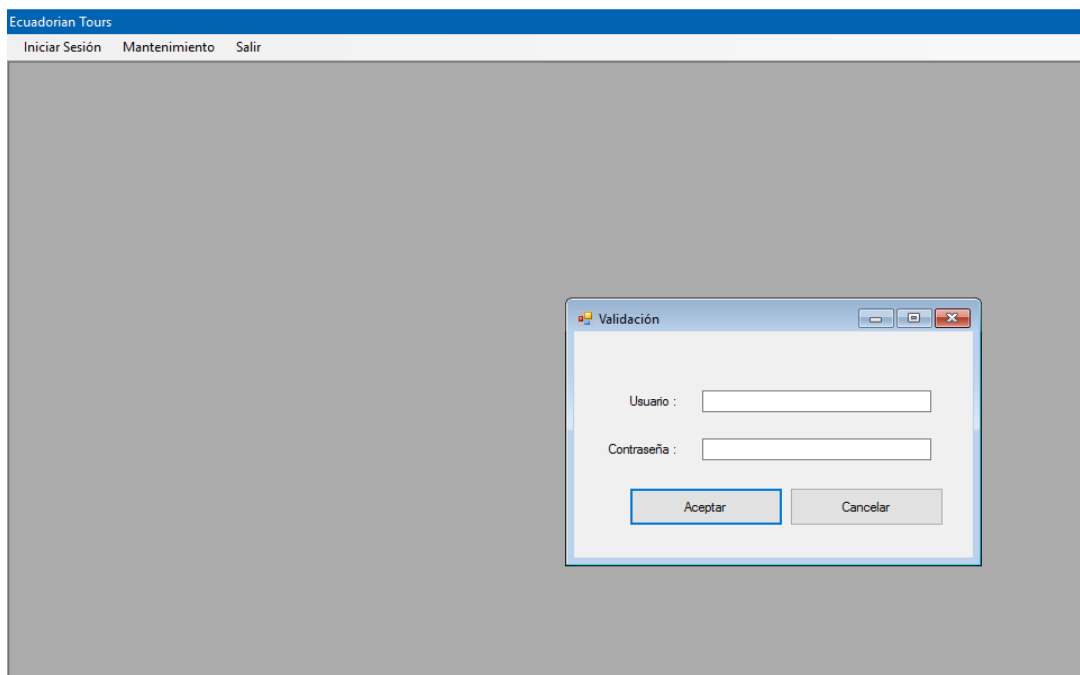 Ecuadorian Tours
Iniciar Sesión Mantenimiento Salir
Validación
Usuario :
Contraseña :
Aceptar Cancelar